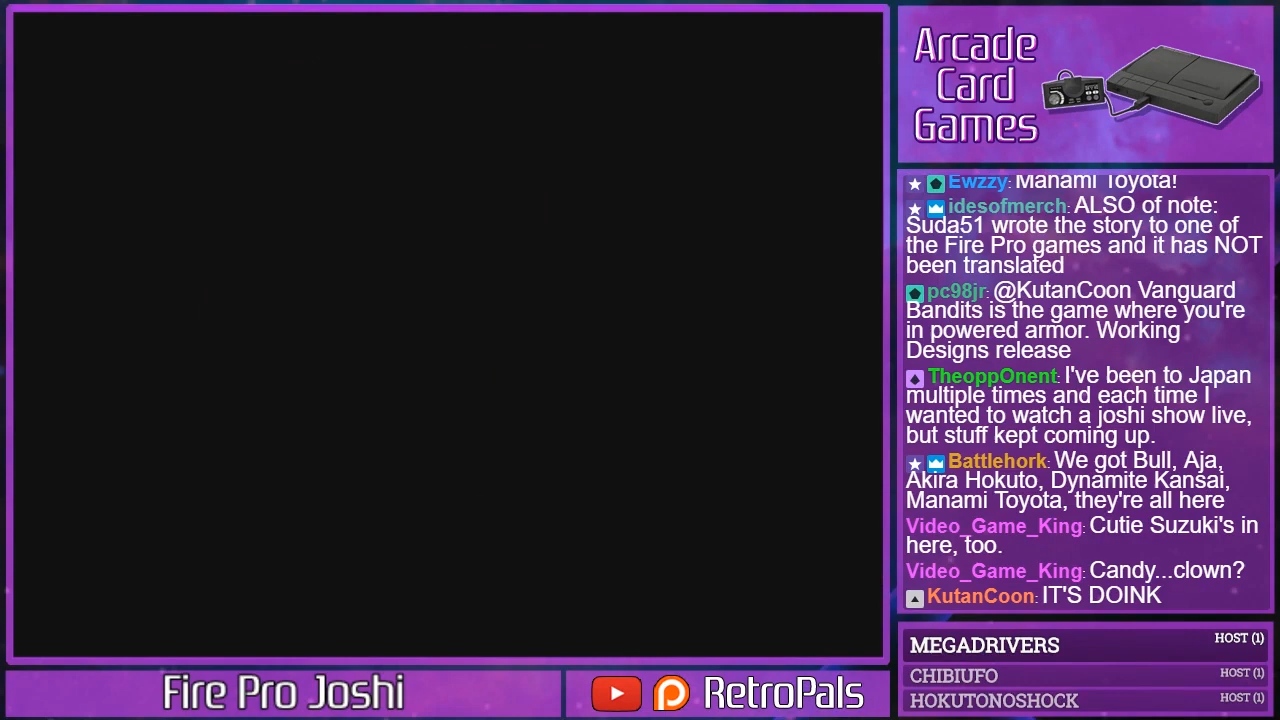 Arcade
Card
Games
Ewzzy: Manami Toyota!
idesofmerch: ALSO of note:
Suda51 wrote the story to one of
the Fire Pro games and it has NOT
been translated
pc98jr: @KutanCoon Vanguard
Bandits is the game where you're
in powered armor. Working
Designs release
TheoppOnent: I've been to Japan
multiple times and each time I
wanted to watch a joshi show live,
but stuff kept coming up.
Battlehork: We got Bull, Aja,
Akira Hokuto, Dynamite Kansai,
Manami Toyota, they're all here
Video_Game_King: Cutie Suzuki's in
here, too.
Video_Game_King: Candy...clown?
KutanCoon: IT'S DOINK
MEGADRIVERS HOST (1)
CHIBIUFO HOST (1)
HOKUTONOSHOCK HOST (1)
Fire Pro Joshi
RetroPals